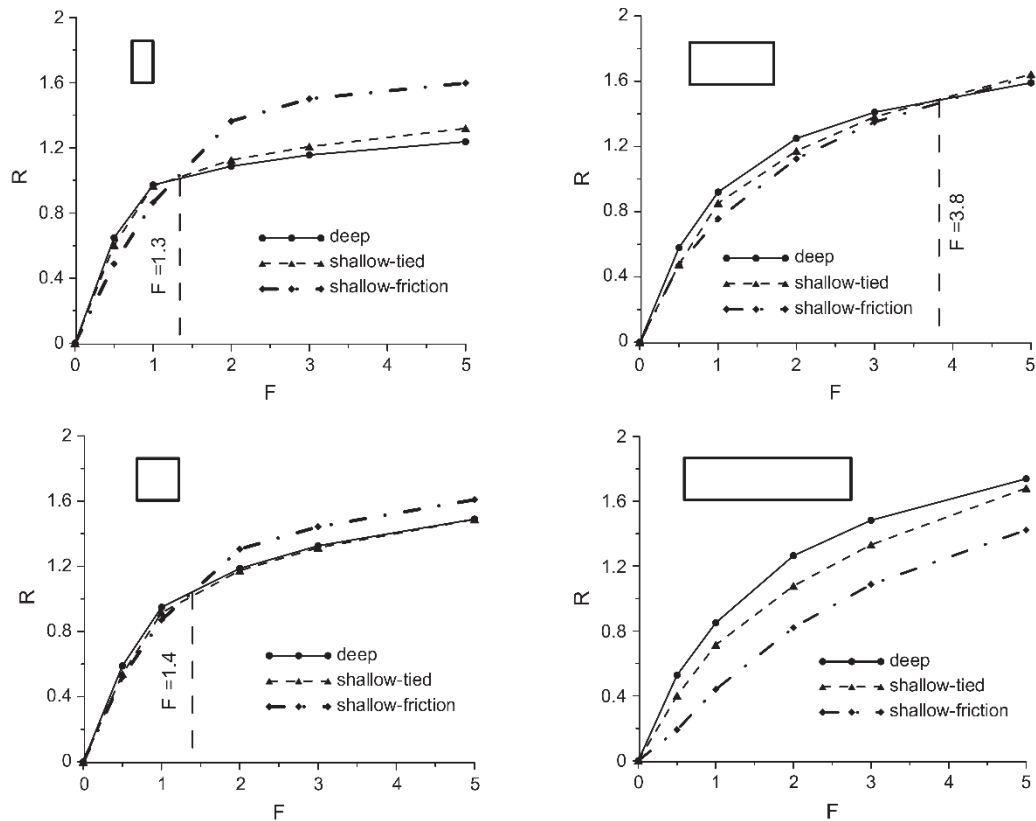 2
1.6
1.2
0.8
0.4
0
R
F =1.3
deep
shallow-tied
shallow-friction
0 1 2 3 4 5
F
2
1.6
1.2
0.8
0.4
0
R
F =3.8
deep
shallow-tied
shallow-friction
0 1 2 3 4 5
F
2
1.6
1.2
0.8
0.4
0
R
F =1.4
deep
shallow-tied
shallow-friction
0 1 2 3 4 5
F
2
1.6
1.2
0.8
0.4
0
R
deep
shallow-tied
shallow-friction
0 1 2 3 4 5
F